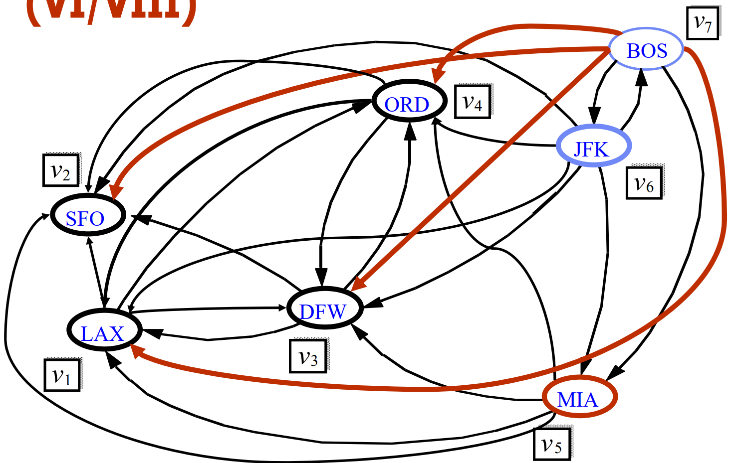 (VI/VIII)
BOS
v7
ORD
v4
JFK
v6
v2
SFO
DFW
LAX
v3
v1
MIA
v5